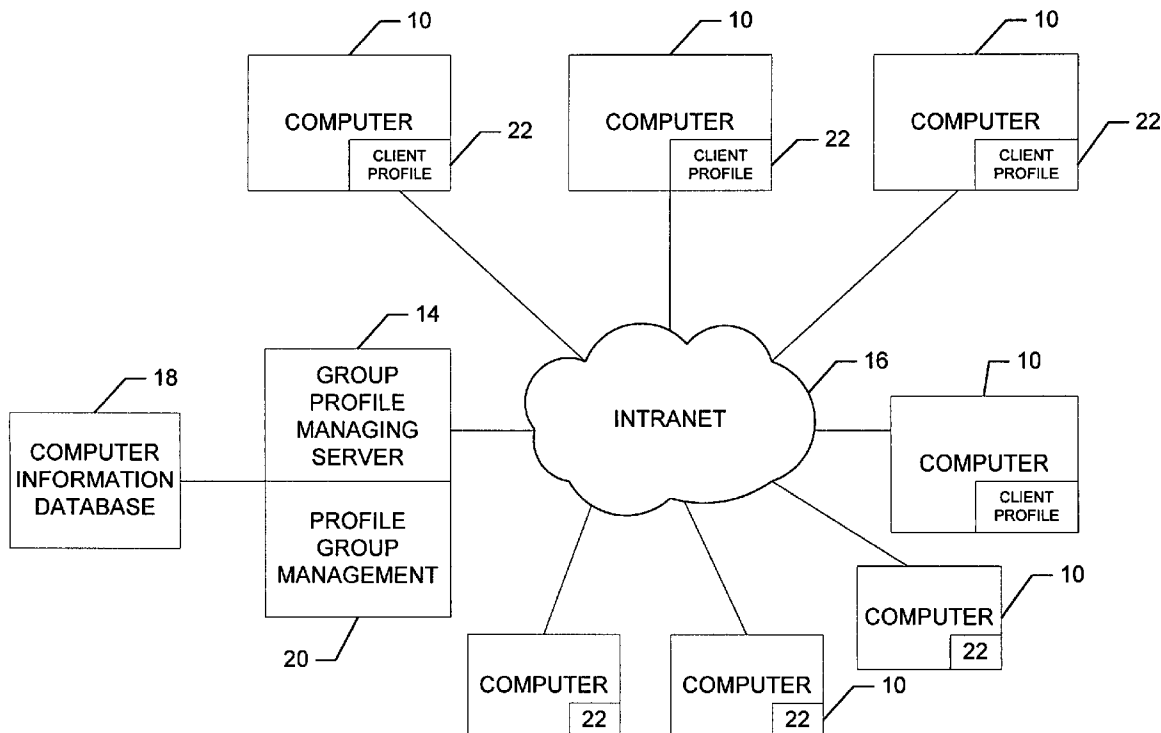 10
10
10
COMPUTER
COMPUTER
COMPUTER
22
22
22
CLIENT
PROFILE
CLIENT
PROFILE
CLIENT
PROFILE
14
18
GROUP
PROFILE
MANAGING
SERVER
COMPUTER
INFORMATION
DATABASE
PROFILE
GROUP
MANAGEMENT
20
INTRANET
16
10
COMPUTER
CLIENT
PROFILE
10
COMPUTER
22
COMPUTER
22
COMPUTER
22
10